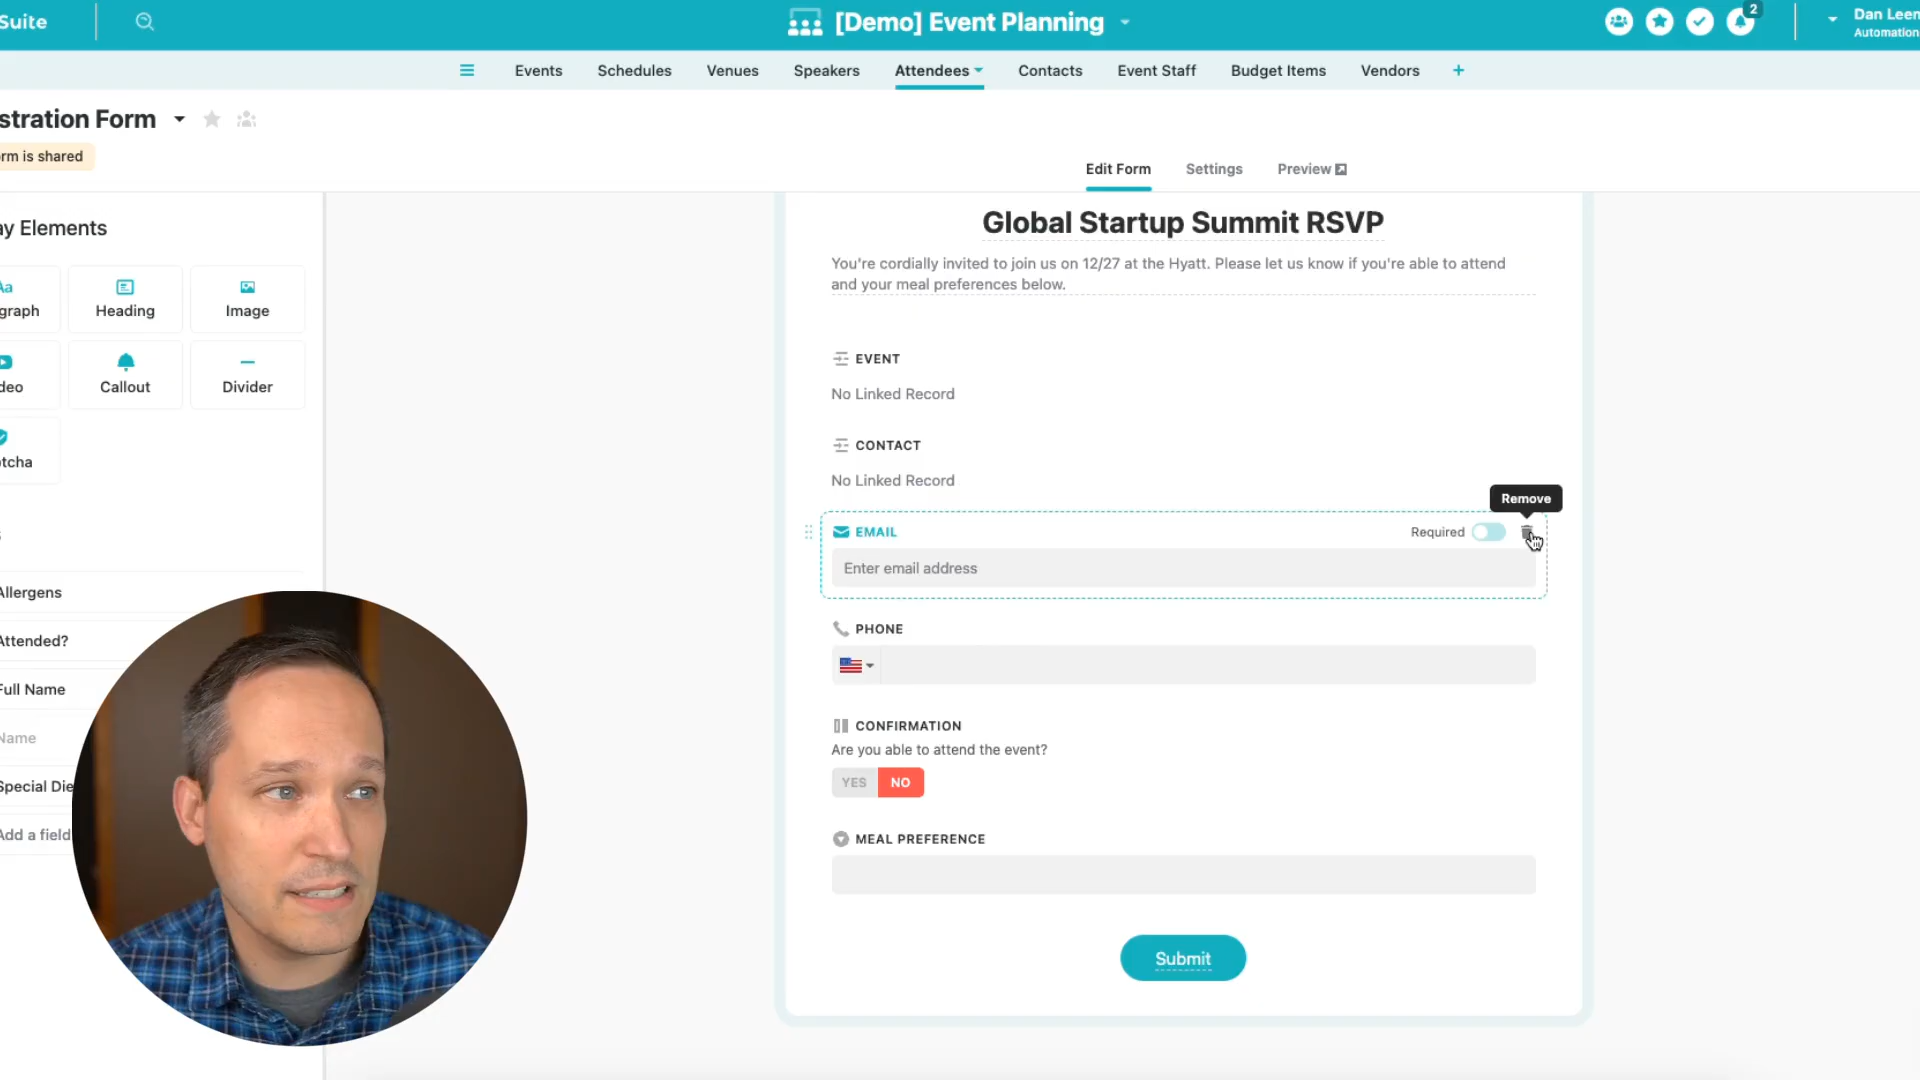 Suite
[Demo] Event Planning
2
Dan Leen
Automation
Events
Schedules
Venues
Speakers
Attendees
Contacts
Event Staff
Budget Items
Vendors
+
stration Form
orm is shared
Edit Form
Settings
Preview
ay Elements
Aa
graph
Heading
Image
deo
Callout
Divider
ptcha
Allergens
Attended?
Full Name
Name
Special Die
Add a field
Global Startup Summit RSVP
You're cordially invited to join us on 12/27 at the Hyatt. Please let us know if you're able to attend
and your meal preferences below.
EVENT
No Linked Record
CONTACT
No Linked Record
Remove
EMAIL
Required
Enter email address
PHONE
CONFIRMATION
Are you able to attend the event?
YES
NO
MEAL PREFERENCE
Submit